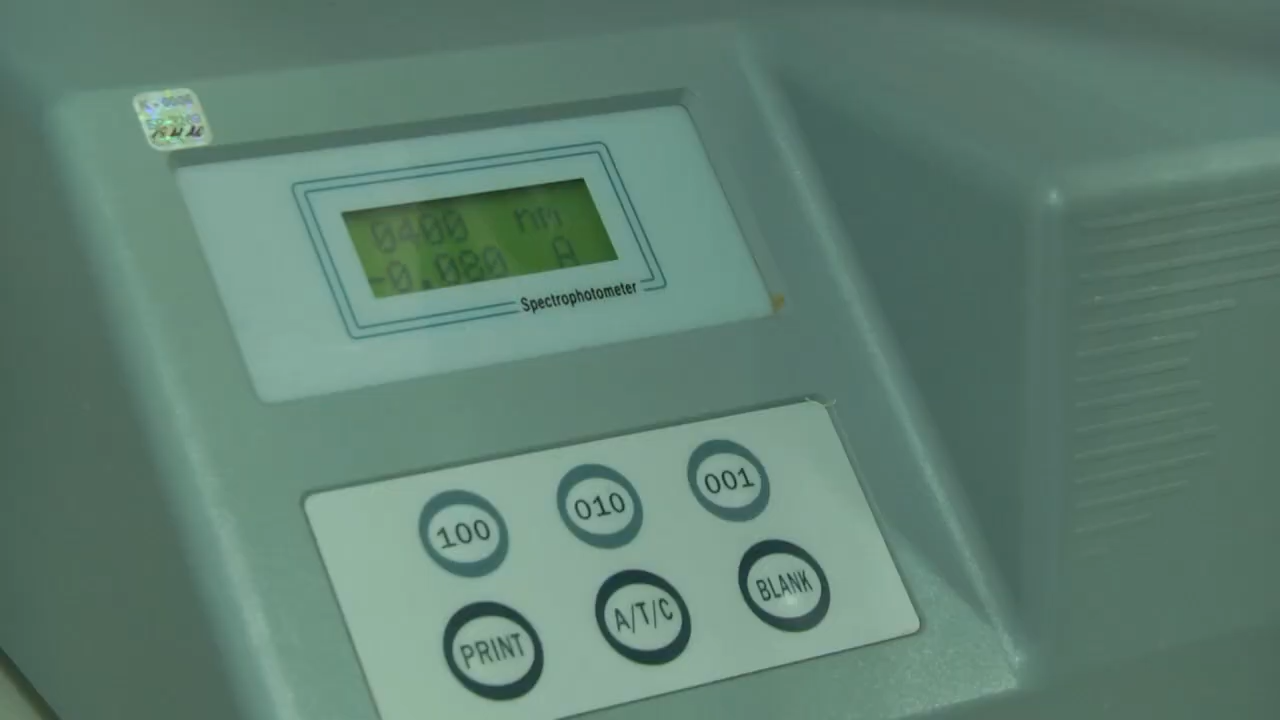 0400 nm
-0.080 A
Spectrophotometer
100 010 001
PRINT A/T/C BLANK